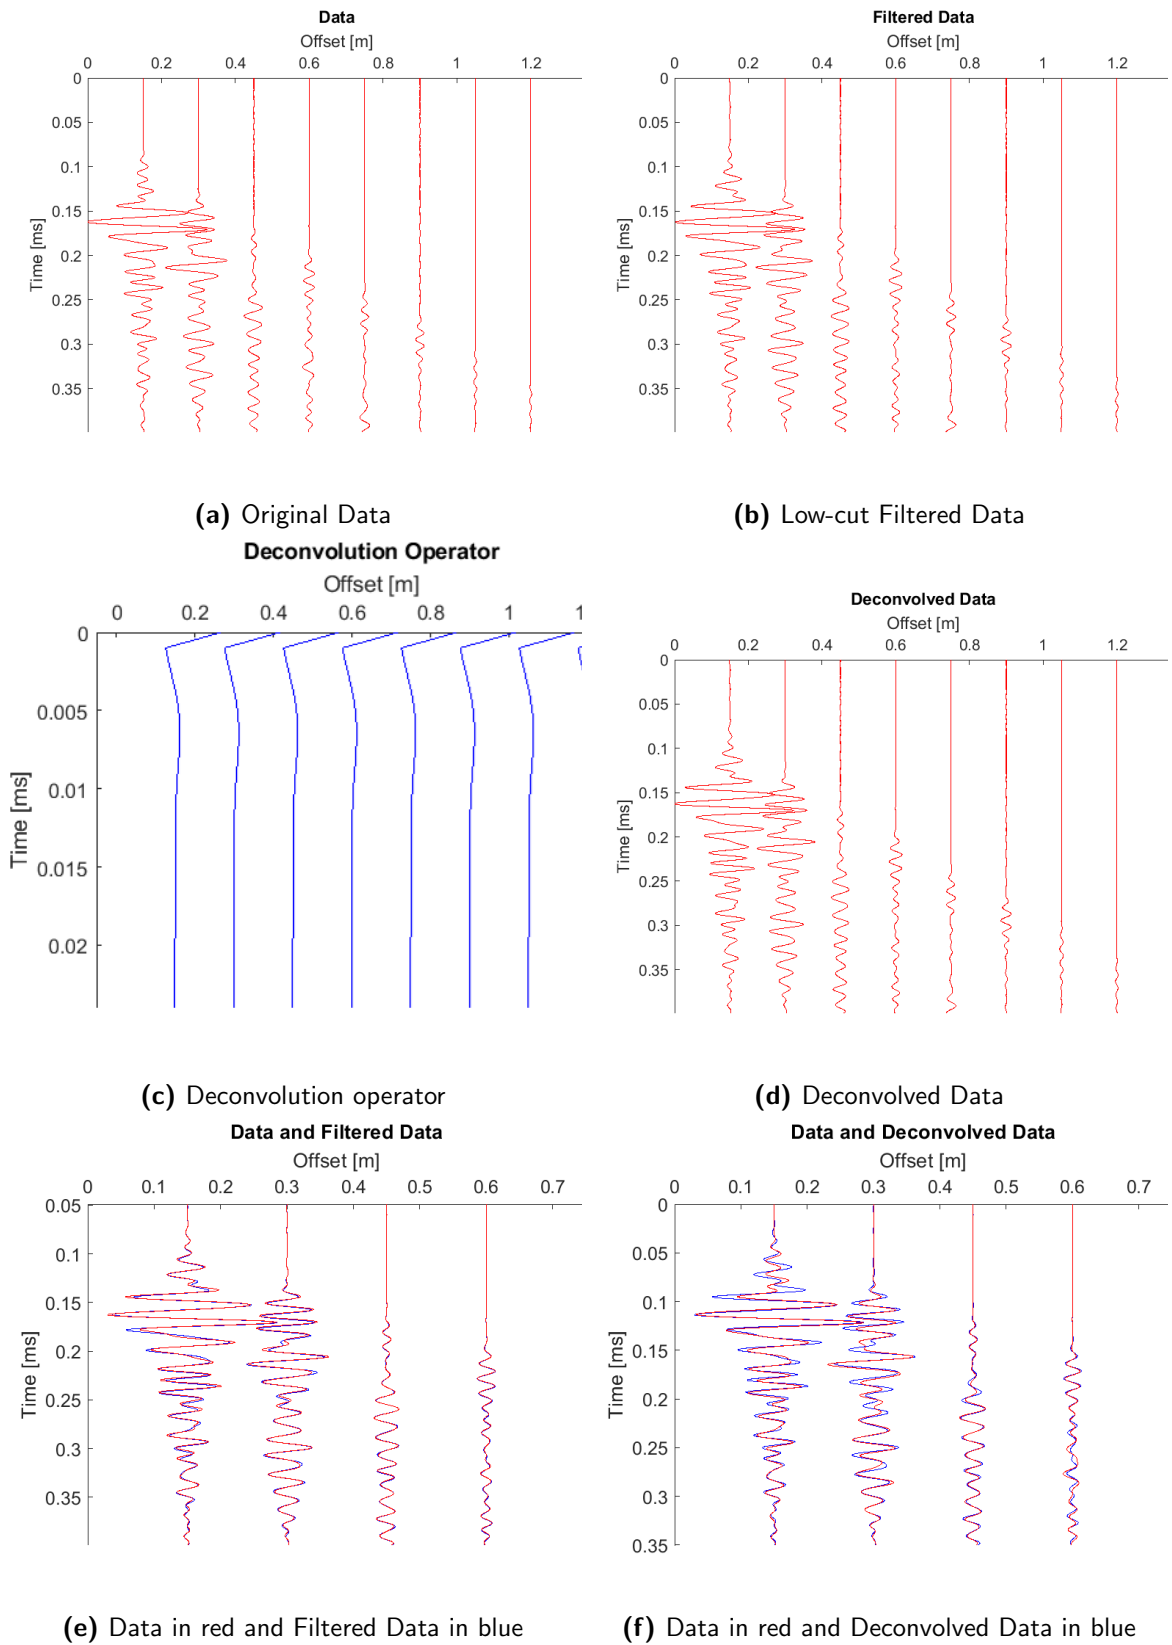 Data
Offset [m]
0 0.2 0.4 0.6 0.8 1 1.2
0
0.05
0.1
0.15
0.2
0.25
0.3
0.35
Time [ms]
(a) Original Data
Filtered Data
Offset [m]
0 0.2 0.4 0.6 0.8 1 1.2
0
0.05
0.1
0.15
0.2
0.25
0.3
0.35
Time [ms]
(b) Low-cut Filtered Data
Deconvolution Operator
Offset [m]
0 0.2 0.4 0.6 0.8 1 1
0
0.005
0.01
0.015
0.02
Time [ms]
(c) Deconvolution operator
Deconvolved Data
Offset [m]
0 0.2 0.4 0.6 0.8 1 1.2
0
0.05
0.1
0.15
0.2
0.25
0.3
0.35
Time [ms]
(d) Deconvolved Data
Data and Filtered Data
Offset [m]
0 0.1 0.2 0.3 0.4 0.5 0.6 0.7
0.05
0.1
0.15
0.2
0.25
0.3
0.35
Time [ms]
(e) Data in red and Filtered Data in blue
Data and Deconvolved Data
Offset [m]
0 0.1 0.2 0.3 0.4 0.5 0.6 0.7
0
0.05
0.1
0.15
0.2
0.25
0.3
0.35
Time [ms]
(f) Data in red and Deconvolved Data in blue